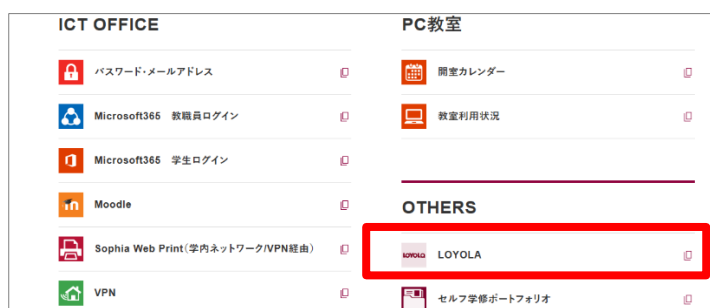 ICT OFFICE
パスワード・メールアドレス
Microsoft365 教職員ログイン
Microsoft365 学生ログイン
Moodle
Sophia Web Print（学内ネットワーク/VPN経由）
VPN
PC教室
開室カレンダー
教室利用状況
OTHERS
LOYOLA LOYOLA
セルフ学修ポートフォリオ